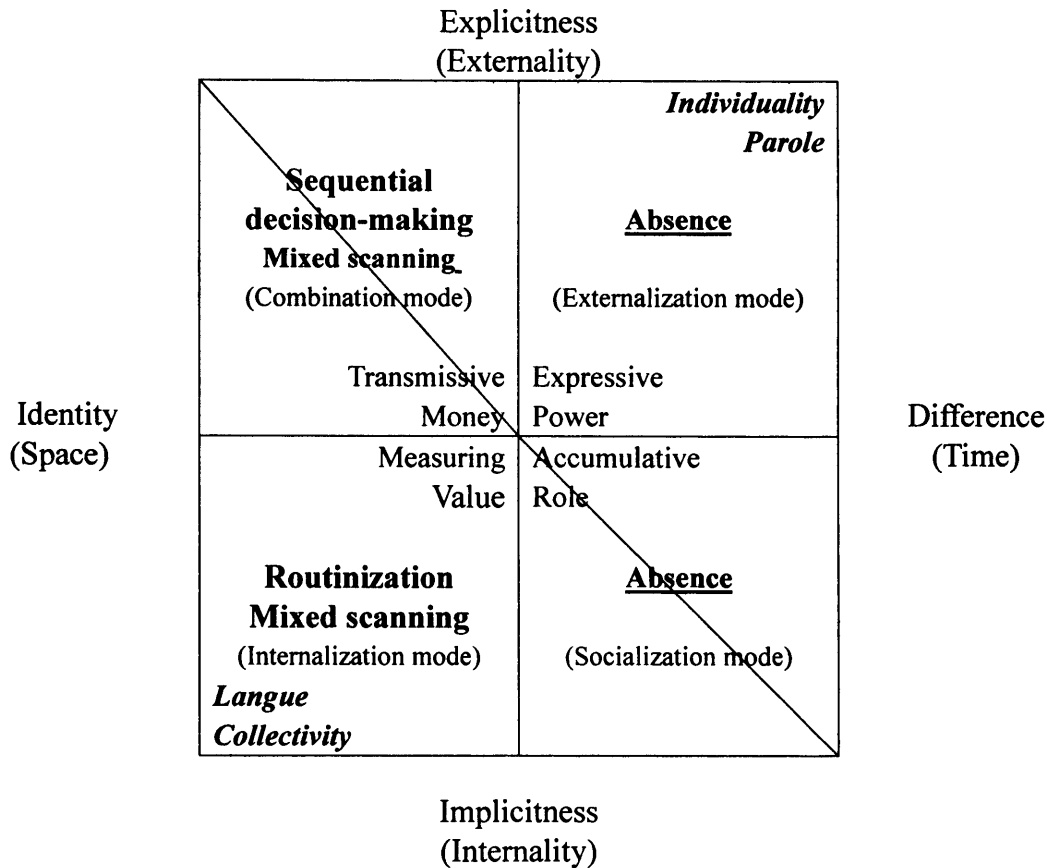 Explicitness
(Externality)
Individuality
Parole
Sequential
decision-making
Mixed scanning
(Combination mode)
Absence
(Externalization mode)
Transmissive
Money
Expressive
Power
Identity
(Space)
Difference
(Time)
Measuring
Value
Accumulative
Role
Routinization
Mixed scanning
(Internalization mode)
Langue
Collectivity
Absence
(Socialization mode)
Implicitness
(Internality)